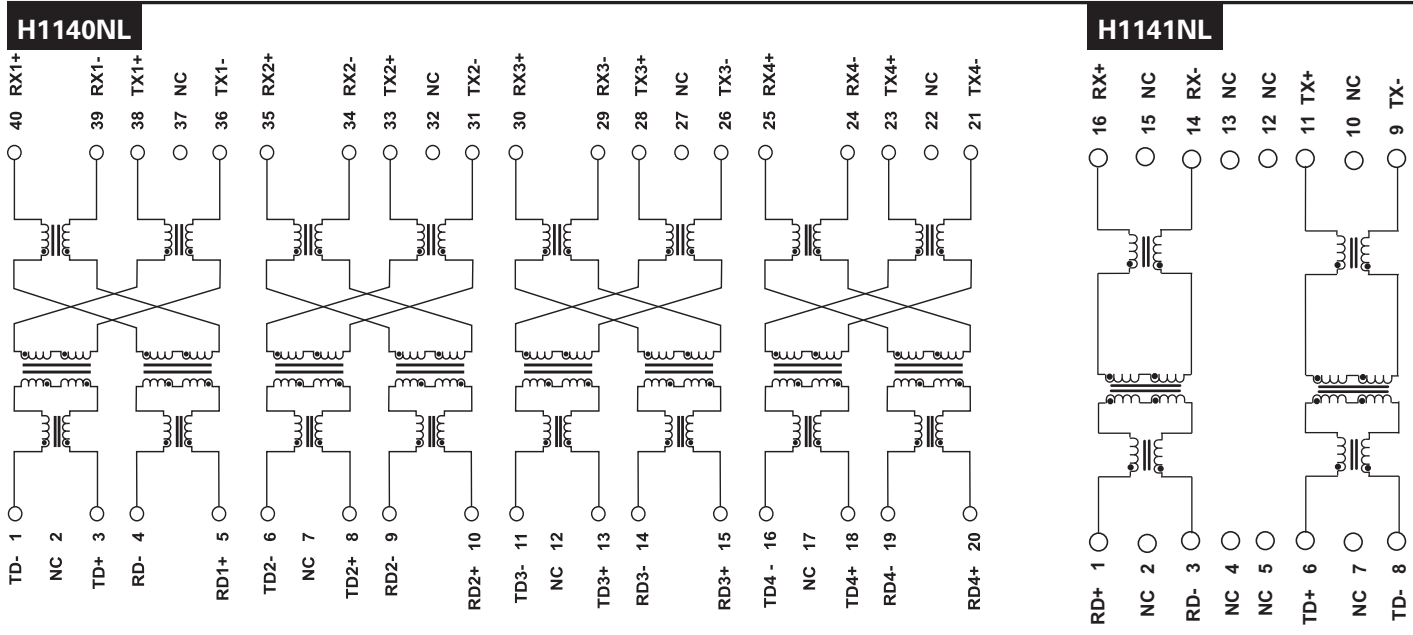 H1140NL
H1141NL
40 RX1+
39 RX1-
38 TX1+
37 NC
36 TX1-
35 RX2+
34 RX2-
33 TX2+
32 NC
31 TX2-
30 RX3+
29 RX3-
28 TX3+
27 NC
26 TX3-
25 RX4+
24 RX4-
23 TX4+
22 NC
21 TX4-
16 RX+
15 NC
14 RX-
13 NC
12 NC
11 TX+
10 NC
9 TX-
TD- 1
NC 2
TD+ 3
RD- 4
RD1+ 5
TD2- 6
NC 7
TD2+ 8
RD2- 9
RD2+ 10
TD3- 11
NC 12
TD3+ 13
RD3- 14
RD3+ 15
TD4 - 16
NC 17
TD4+ 18
RD4- 19
RD4+ 20
RD+ 1
NC 2
RD- 3
NC 4
NC 5
TD+ 6
NC 7
TD- 8